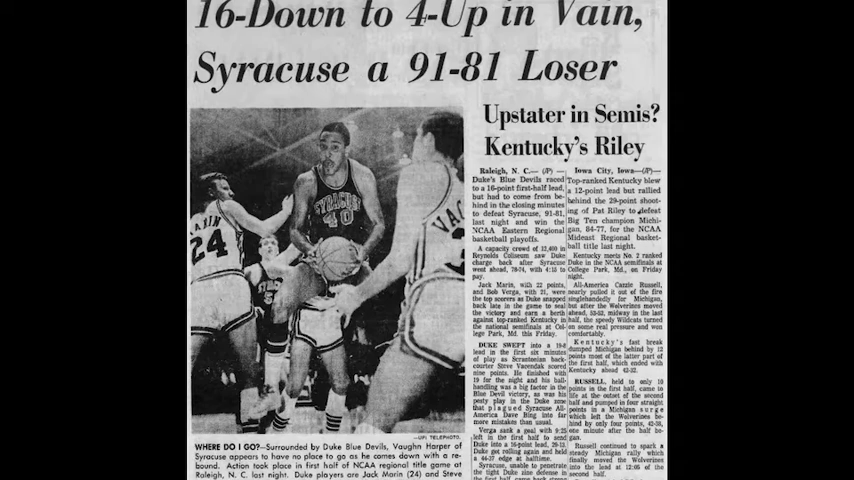 16-Down to 4-Up in Vain,
Syracuse a 91-81 Loser
MARIN
24
SYRACUSE
40
VAC
—UPI TELEPHOTO.
WHERE DO I GO?—Surrounded by Duke Blue Devils, Vaughn Harper of
Syracuse appears to have no place to go as he comes down with a re-
bound. Action took place in first half of NCAA regional title game at
Raleigh, N. C. last night. Duke players are Jack Marin (24) and Steve
Upstater in Semis?
Kentucky's Riley
Raleigh, N. C.— (AP) —
Duke's Blue Devils raced
to a 16-point first-half lead,
but had to come from be-
hind in the closing minutes
to defeat Syracuse, 91-81,
last night and win the
NCAA Eastern Regional
basketball playoffs.
A capacity crowd of 12,400 in
Reynolds Coliseum saw Duke
charge back after Syracuse
went ahead, 78-74, with 4:15 to
pay.
Jack Marin, with 22 points,
and Bob Verga, with 21, were
the top scorers as Duke snapped
back late in the game to seal
the victory and earn a berth
against top-ranked Kentucky in
the national semifinals at Col-
lege Park, Md. this Friday.
DUKE SWEPT into a 19-8
lead in the first six minutes
of play as Scrantonian back-
courter Steve Vacendak scored
nine points. He finished with
19 for the night and his ball-
handling was a big factor in the
Blue Devil victory, as was his
pesty play in the Duke zone
that plagued Syracuse All-
America Dave Bing into far
more mistakes than usual.
Verga sank a goal with 9:25
left in the first half to send
Duke into a 16-point lead, 29-13.
Duke got rolling again and held
a 44-37 edge at halftime.
Syracuse, unable to penetrate
the tight Duke zine defense in
the first half, came back strong
Iowa City, Iowa—(AP)—
Top-ranked Kentucky blew
a 12-point lead but rallied
behind the 29-point shoot-
ing of Pat Riley to defeat
Big Ten champion Michi-
gan, 84-77, for the NCAA
Mideast Regional basket-
ball title last night.
Kentucky meets No. 2 ranked
Duke in the NCAA semifinals at
College Park, Md., on Friday
night.
All-America Cazzie Russell,
nearly pulled it out of the fire
singlehandedly for Michigan,
but after the Wolverines moved
ahead, 53-52, midway in the last
half, the speedy Wildcats turned
on some real pressure and won
comfortably.
Kentucky's fast break
dumped Michigan behind by 12
points most of the latter part of
the first half, which ended with
Kentucky ahead 42-32.
RUSSELL, held to only 10
points in the first half, came to
life at the outset of the second
half and pumped in four straight
points in a Michigan surge
which left the Wolverines be-
hind by only four points, 42-38,
one minute after the half be-
gan.
Russell continued to spark a
steady Michigan rally which
finally moved the Wolverines
into the lead at 12:05 of the
second half.